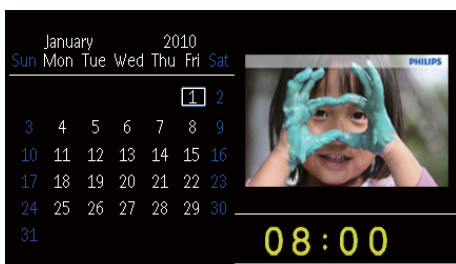 January 2010
Sun Mon Tue Wed Thu Fri Sat
1 2
3 4 5 6 7 8 9
10 11 12 13 14 15 16
17 18 19 20 21 22 23
24 25 26 27 28 29 30
31
PHILIPS
08:00